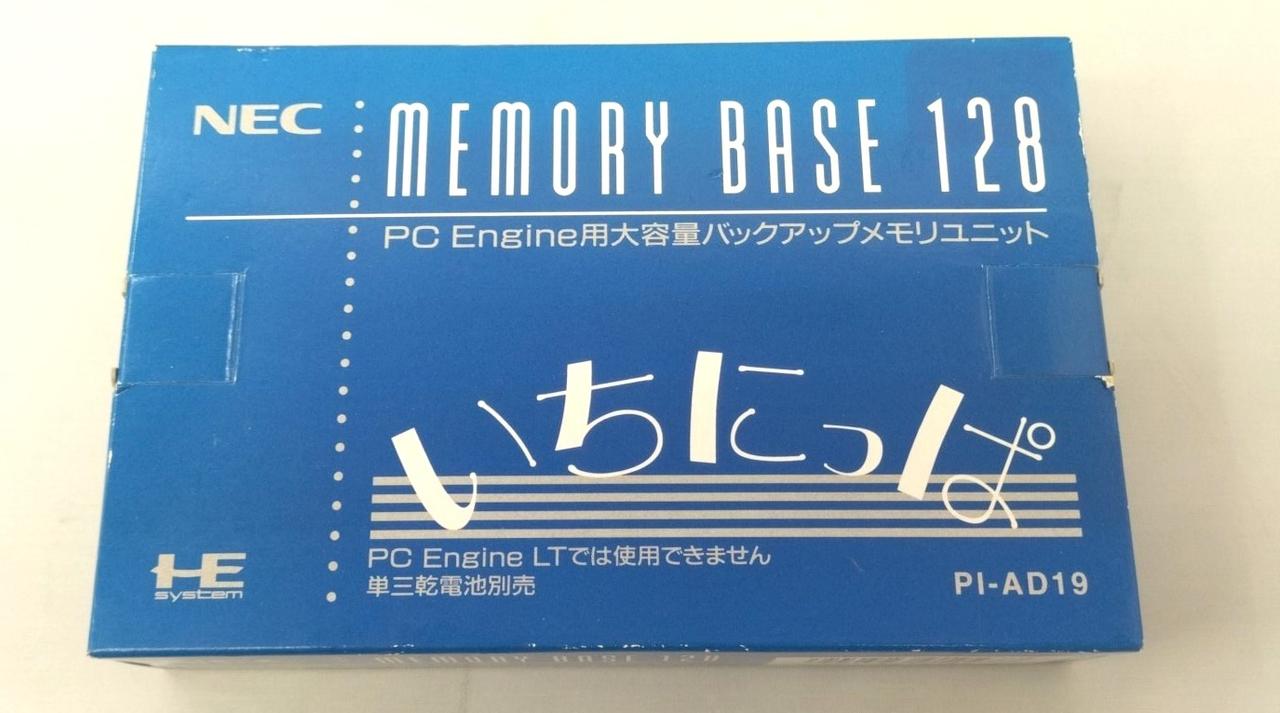 NEC
MEMORY BASE 128
PC Engine用大容量バックアップメモリユニット
いちにっぱ
PC Engine LTでは使用できません
単三乾電池別売
HE
system
PI-AD19
MEMORY BASE 128